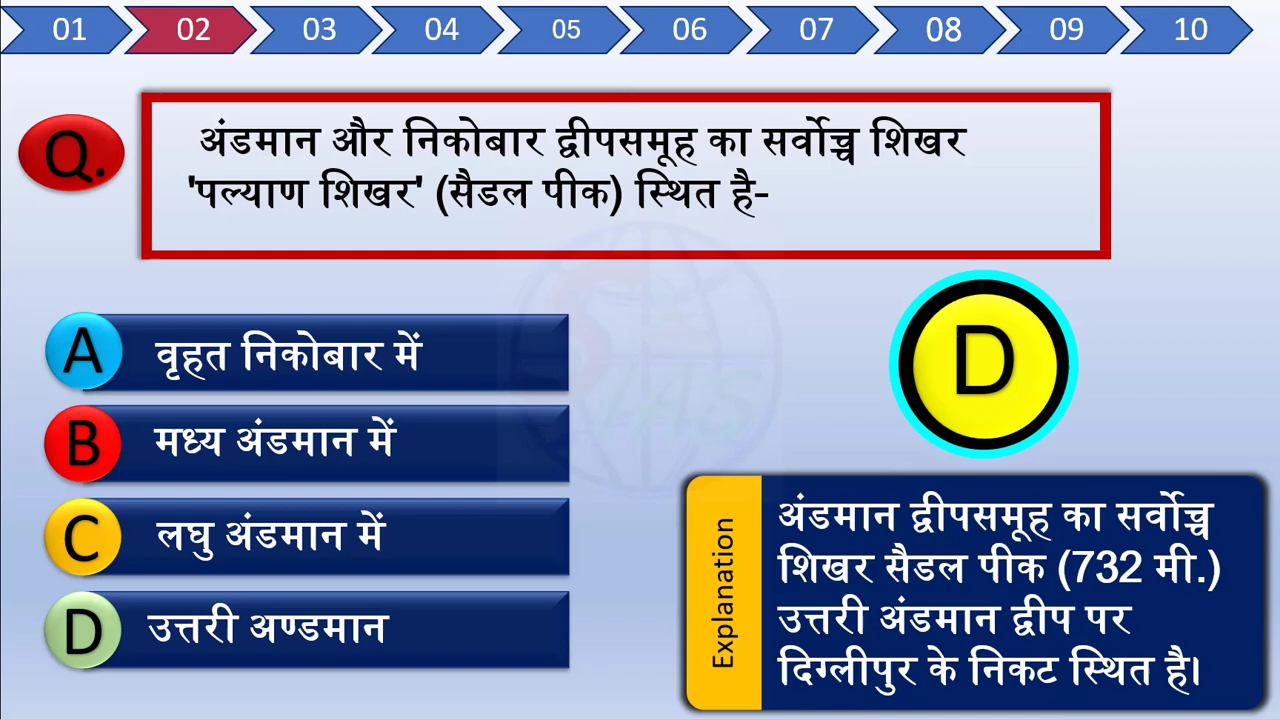 01 02 03 04 05 06 07 08 09 10
Q.
अंडमान और निकोबार द्वीपसमूह का सर्वोच्च शिखर
'पल्याण शिखर' (सैडल पीक) स्थित है-
A वृहत निकोबार में
B मध्य अंडमान में
C लघु अंडमान में
D उत्तरी अण्डमान
D
Explanation
अंडमान द्वीपसमूह का सर्वोच्च
शिखर सैडल पीक (732 मी.)
उत्तरी अंडमान द्वीप पर
दिग्लीपुर के निकट स्थित है।